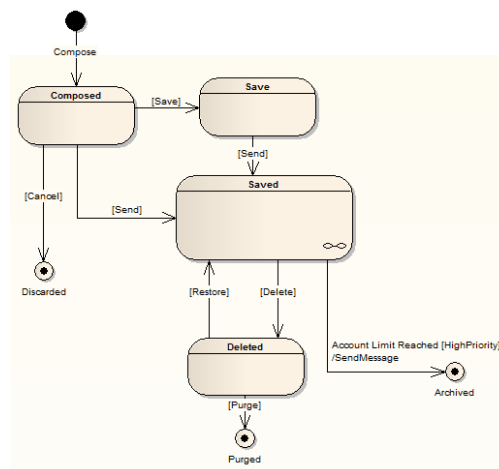 Compose
Composed
Save
[Save]
[Send]
Saved
[Cancel]
[Send]
Discarded
[Restore]
[Delete]
Deleted
Account Limit Reached [HighPriority]
/SendMessage
Archived
[Purge]
Purged